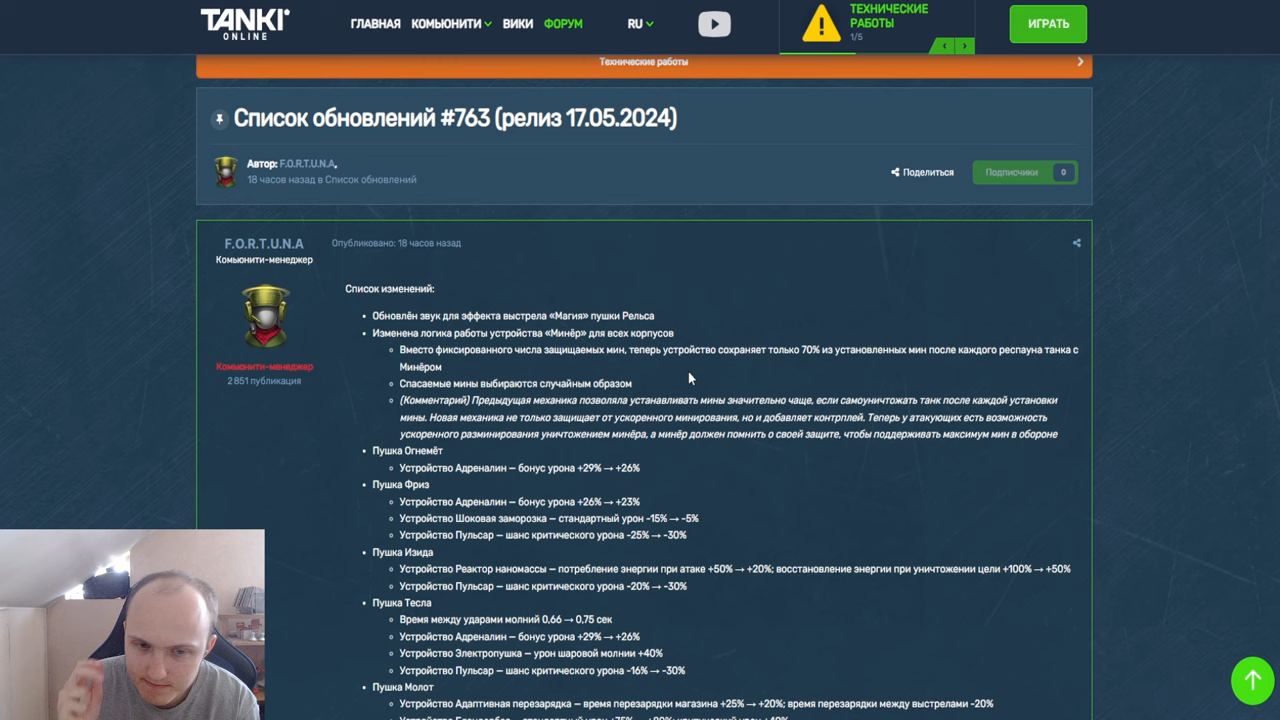 TANKI
ONLINE
ГЛАВНАЯ КОМЬЮНИТИ ВИКИ ФОРУМ RU
ТЕХНИЧЕСКИЕ
РАБОТЫ
1/5
ИГРАТЬ
Технические работы
Список обновлений #763 (релиз 17.05.2024)
Автор: F.O.R.T.U.N.A,
18 часов назад в Список обновлений
Поделиться
Подписчики 0
F.O.R.T.U.N.A
Комьюнити-менеджер
Комьюнити-менеджер
2 851 публикация
Опубликовано: 18 часов назад
Список изменений:
Обновлён звук для эффекта выстрела «Магия» пушки Рельса
Изменена логика работы устройства «Минёр» для всех корпусов
Вместо фиксированного числа защищаемых мин, теперь устройство сохраняет только 70% из установленных мин после каждого респауна танка с
Минёром
Спасаемые мины выбираются случайным образом
(Комментарий) Предыдущая механика позволяла устанавливать мины значительно чаще, если самоуничтожать танк после каждой установки
мины. Новая механика не только защищает от ускоренного минирования, но и добавляет контрплей. Теперь у атакующих есть возможность
ускоренного разминирования уничтожением минёра, а минёр должен помнить о своей защите, чтобы поддерживать максимум мин в обороне
Пушка Огнемёт
Устройство Адреналин — бонус урона +29% → +26%
Пушка Фриз
Устройство Адреналин — бонус урона +26% → +23%
Устройство Шоковая заморозка — стандартный урон -15% → -5%
Устройство Пульсар — шанс критического урона -25% → -30%
Пушка Изида
Устройство Реактор наномассы — потребление энергии при атаке +50% → +20%; восстановление энергии при уничтожении цели +100% → +50%
Устройство Пульсар — шанс критического урона -20% → -30%
Пушка Тесла
Время между ударами молний 0,66 → 0,75 сек
Устройство Адреналин — бонус урона +29% → +26%
Устройство Электропушка — урон шаровой молнии +40%
Устройство Пульсар — шанс критического урона -16% → -30%
Пушка Молот
Устройство Адаптивная перезарядка — время перезарядки магазина +25% → +20%; время перезарядки между выстрелами -20%